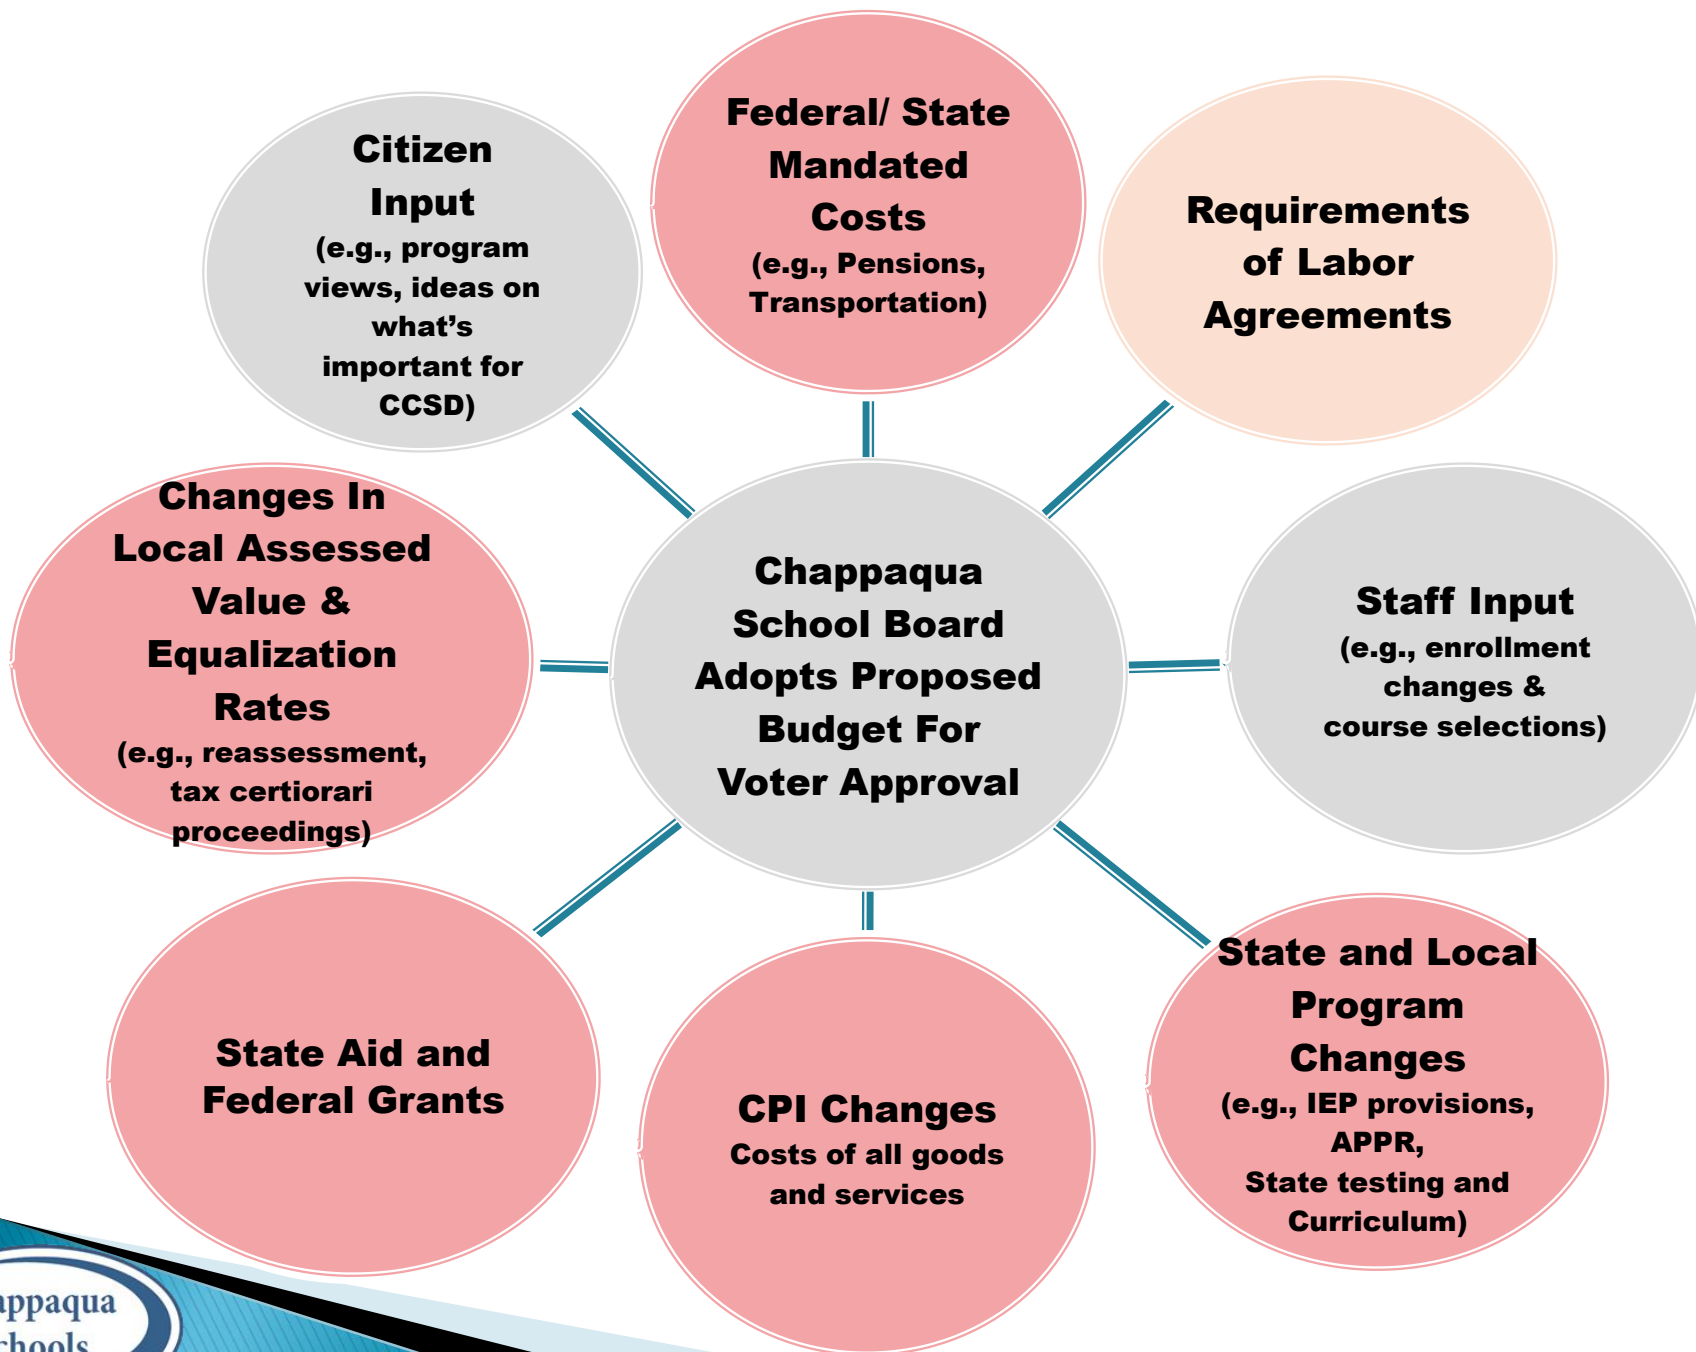 Federal/ State
Mandated
Costs
(e.g., Pensions,
Transportation)
Citizen
Input
(e.g., program
views, ideas on
what’s
important for
CCSD)
Requirements
of Labor
Agreements
Changes In
Local Assessed
Value &
Equalization
Rates
(e.g., reassessment,
tax certiorari
proceedings)
Chappaqua
School Board
Adopts Proposed
Budget For
Voter Approval
Staff Input
(e.g., enrollment
changes &
course selections)
State Aid and
Federal Grants
CPI Changes
Costs of all goods
and services
State and Local
Program
Changes
(e.g., IEP provisions,
APPR,
State testing and
Curriculum)
appaqua
chools